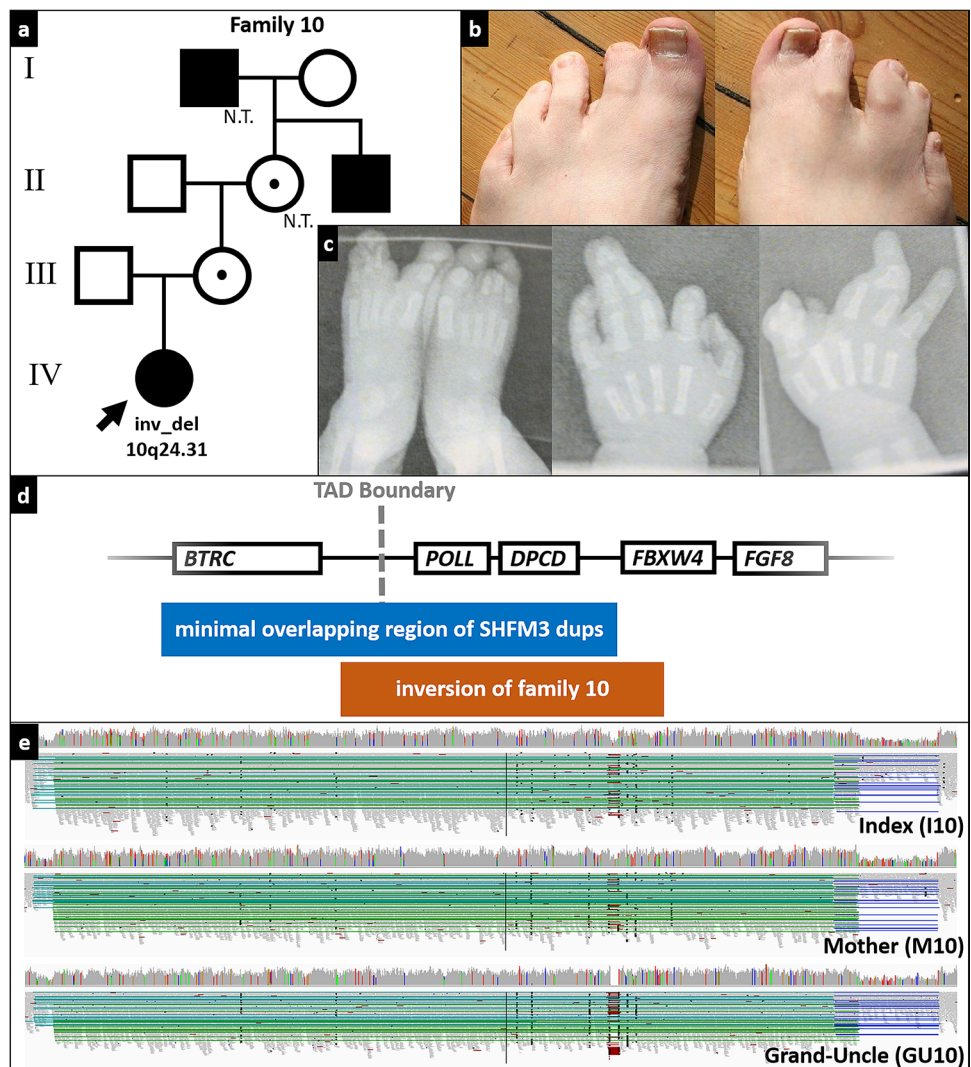 a
Family 10
b
I
N.T.
II
N.T.
c
III
IV
inv_del
10q24.31
d
TAD Boundary
BTRC
POLL
DPCD
FBXW4
FGF8
minimal overlapping region of SHFM3 dups
inversion of family 10
e
Index (I10)
Mother (M10)
Grand-Uncle (GU10)